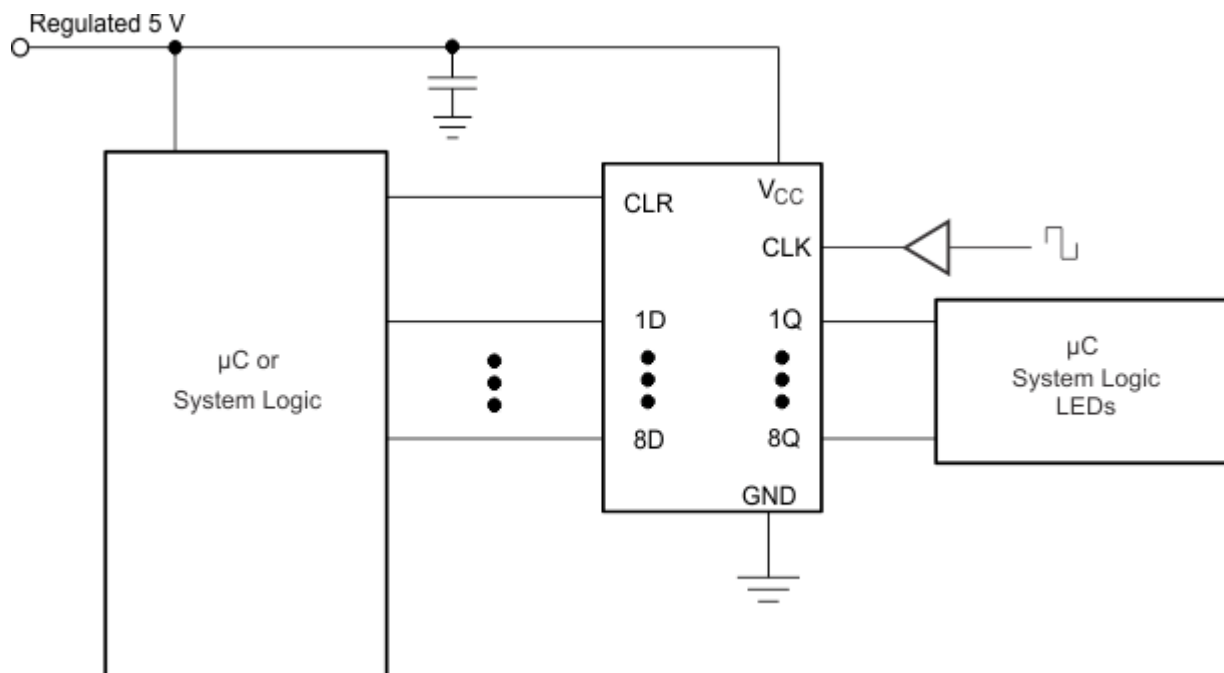 Regulated 5 V
CLR
VCC
CLK
1D
1Q
8D
8Q
GND
µC or
System Logic
µC
System Logic
LEDs